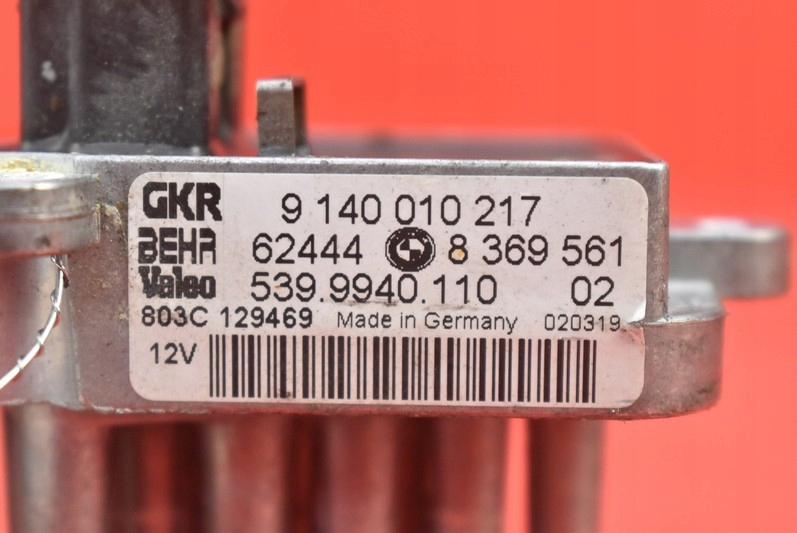 GKR 9 140 010 217
BEHR 62444 8 369 561
Valeo 539.9940.110 02
803C 129469 Made in Germany 020319
12V